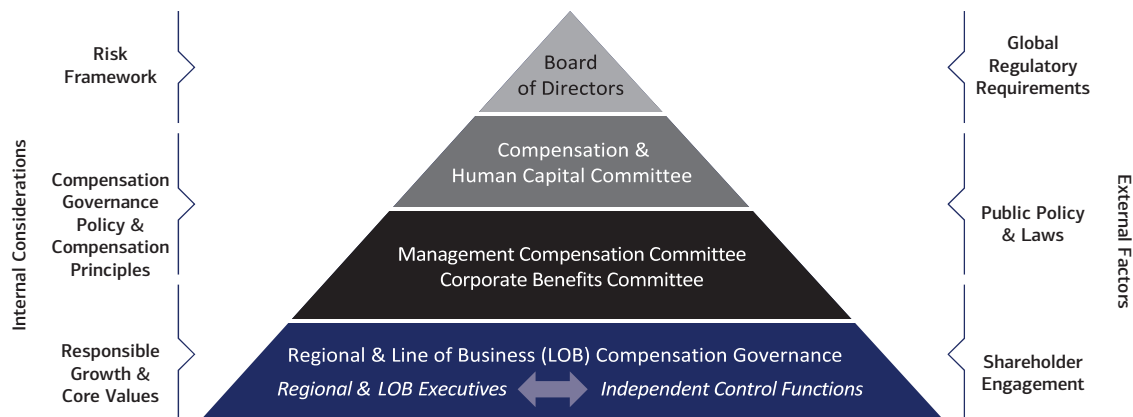 Internal Considerations
Risk
Framework
Compensation
Governance
Policy &
Compensation
Principles
Responsible
Growth &
Core Values
Board
of Directors
Compensation &
Human Capital Committee
Management Compensation Committee
Corporate Benefits Committee
Regional & Line of Business (LOB) Compensation Governance
Regional & LOB Executives
Independent Control Functions
Global
Regulatory
Requirements
Public Policy
& Laws
Shareholder
Engagement
External Factors